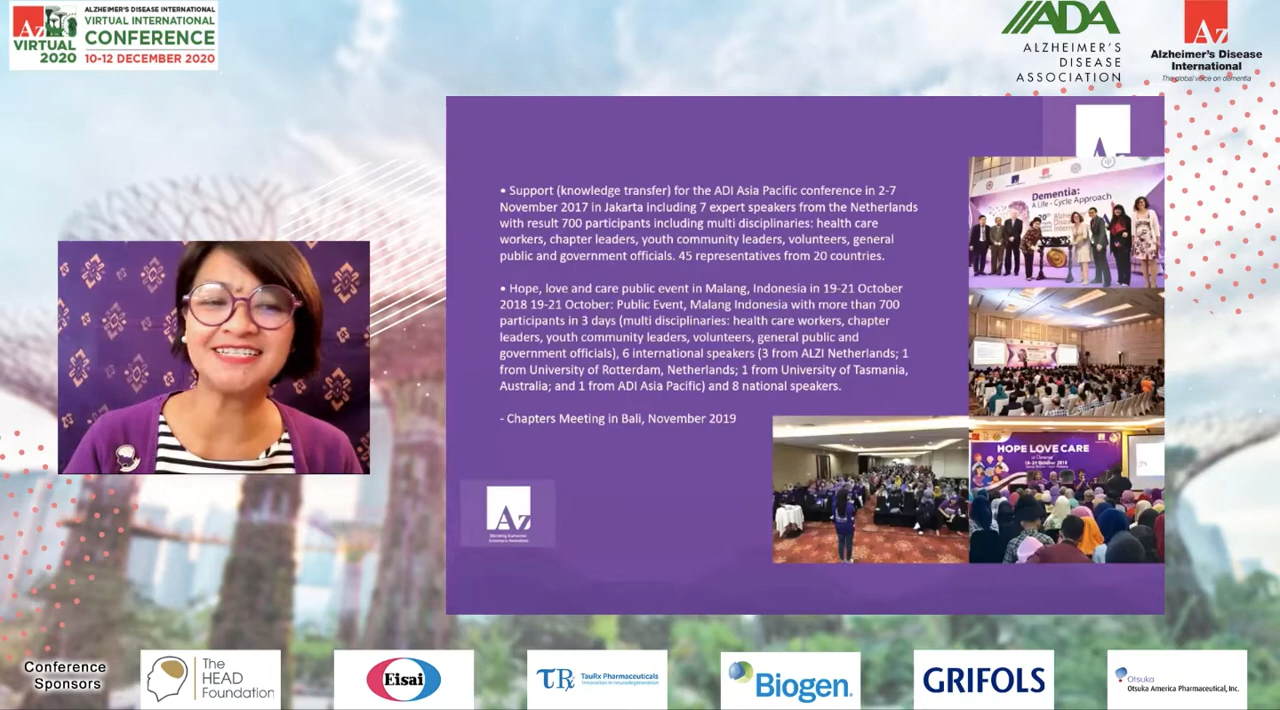 ALZHEIMER'S DISEASE INTERNATIONAL
VIRTUAL INTERNATIONAL
CONFERENCE
10-12 DECEMBER 2020
Az
VIRTUAL
2020
ADA
ALZHEIMER'S
DISEASE
ASSOCIATION
Az
Alzheimer's Disease
International
The global voice on dementia
• Support (knowledge transfer) for the ADI Asia Pacific conference in 2-7
November 2017 in Jakarta including 7 expert speakers from the Netherlands
with result 700 participants including multi disciplinaries: health care
workers, chapter leaders, youth community leaders, volunteers, general
public and government officials. 45 representatives from 20 countries.
• Hope, love and care public event in Malang, Indonesia in 19-21 October
2018 19-21 October: Public Event, Malang Indonesia with more than 700
participants in 3 days (multi disciplinaries: health care workers, chapter
leaders, youth community leaders, volunteers, general public and
government officials), 6 international speakers (3 from ALZI Netherlands; 1
from University of Rotterdam, Netherlands; 1 from University of Tasmania,
Australia; and 1 from ADI Asia Pacific) and 8 national speakers.
- Chapters Meeting in Bali, November 2019
Dementia:
A Life - Cycle Approach
HOPE LOVE CARE
Az
Conference
Sponsors
The
HEAD
Foundation
Eisai
TauRx Pharmaceuticals
Innovation in neurodegeneration
Biogen.
GRIFOLS
Otsuka
Otsuka America Pharmaceutical, Inc.